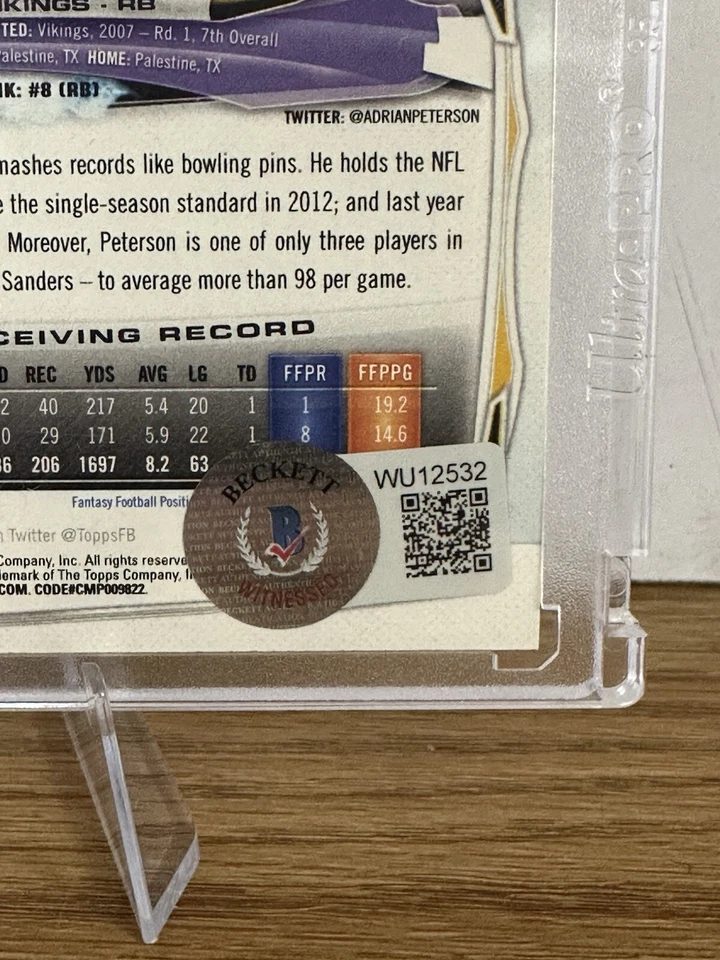 KINGS - RB
TED: Vikings, 2007 – Rd. 1, 7th Overall
alestine, TX HOME: Palestine, TX
K: #8 (RB)
TWITTER: @ADRIANPETERSON
mashes records like bowling pins. He holds the NFL
e the single-season standard in 2012; and last year
Moreover, Peterson is one of only three players in
Sanders – to average more than 98 per game.
CEIVING RECORD
D REC YDS AVG LG TD FFPR FFPPG
2 40 217 5.4 20 1 1 19.2
0 29 171 5.9 22 1 8 14.6
36 206 1697 8.2 63
Fantasy Football Positi
n Twitter @ToppsFB
Company, Inc. All rights reserve
lemark of The Topps Company, I
COM. CODE#CMP009822.
BECKETT
B
WITNESSED
WU12532
Ultra-PRO